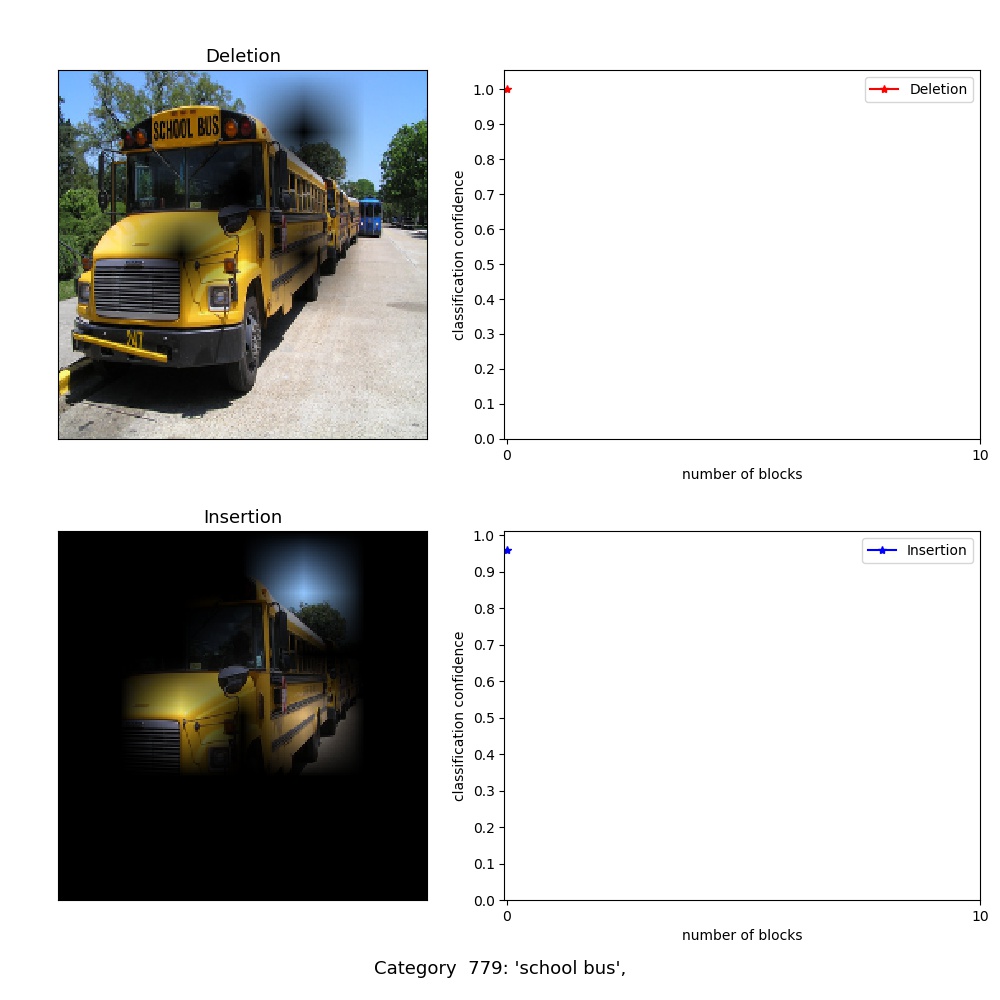 Deletion
SCHOOL BUS
classification confidence
1.0
0.9
0.8
0.7
0.6
0.5
0.4
0.3
0.2
0.1
0.0
0
10
number of blocks
Deletion
Insertion
classification confidence
1.0
0.9
0.8
0.7
0.6
0.5
0.4
0.3
0.2
0.1
0.0
0
10
number of blocks
Insertion
Category  779: 'school bus',